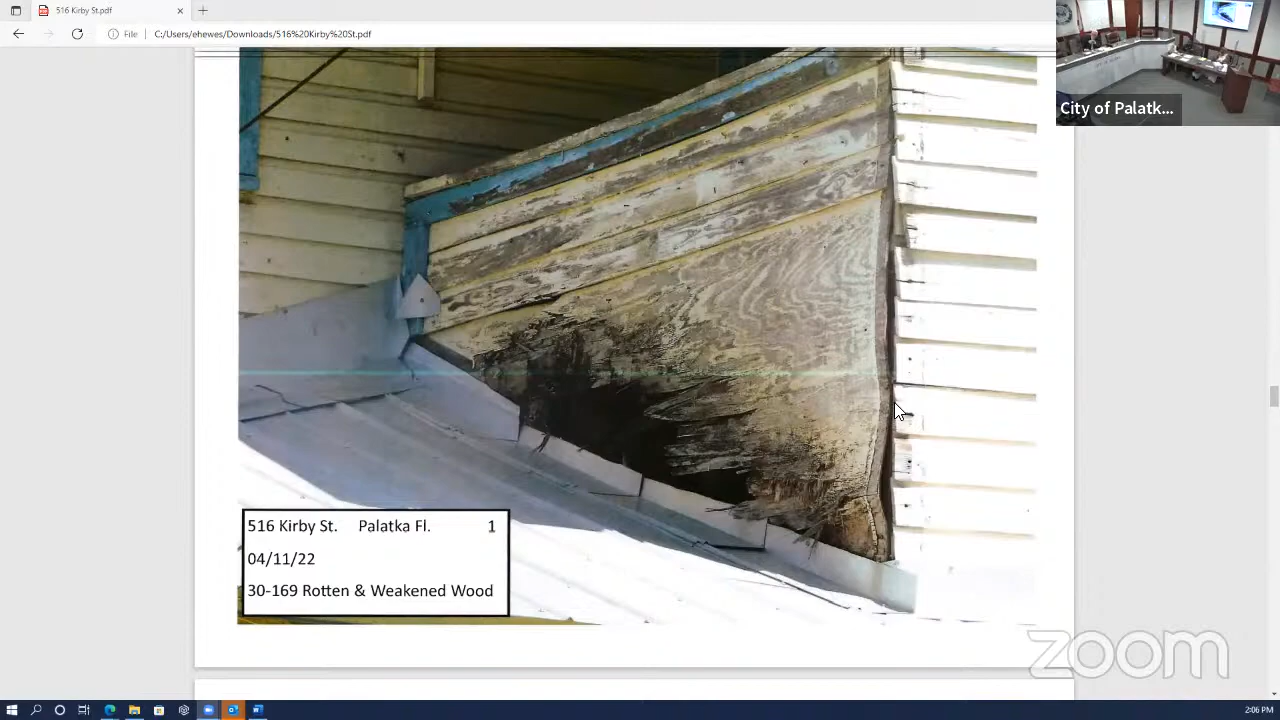 516 Kirby St.pdf
File
C:/Users/ehewes/Downloads/516%20Kirby%20St.pdf
City of Palatk...
516 Kirby St. Palatka Fl. 1
04/11/22
30-169 Rotten & Weakened Wood
zoom
2:06 PM